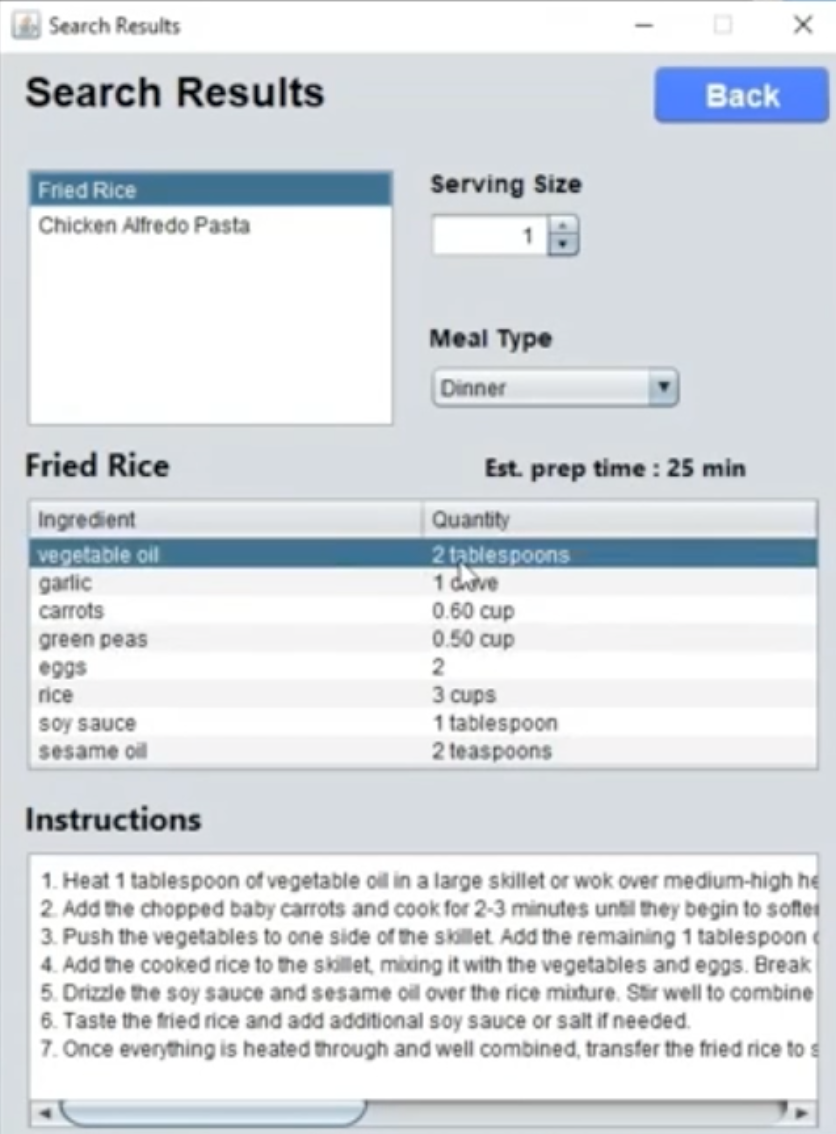 Search Results
Search Results
Back
Fried Rice
Chicken Alfredo Pasta
Serving Size
1
Meal Type
Dinner
Fried Rice
Est. prep time : 25 min
Ingredient Quantity
vegetable oil 2 tablespoons
garlic 1 clove
carrots 0.60 cup
green peas 0.50 cup
eggs 2
rice 3 cups
soy sauce 1 tablespoon
sesame oil 2 teaspoons
Instructions
1. Heat 1 tablespoon of vegetable oil in a large skillet or wok over medium-high
2. Add the chopped baby carrots and cook for 2-3 minutes until they begin to
3. Push the vegetables to one side of the skillet. Add the remaining 1 tablespoon
4. Add the cooked rice to the skillet, mixing it with the vegetables and eggs. Break
5. Drizzle the soy sauce and sesame oil over the rice mixture. Stir well to combine
6. Taste the fried rice and add additional soy sauce or salt if needed.
7. Once everything is heated through and well combined, transfer the fried rice to